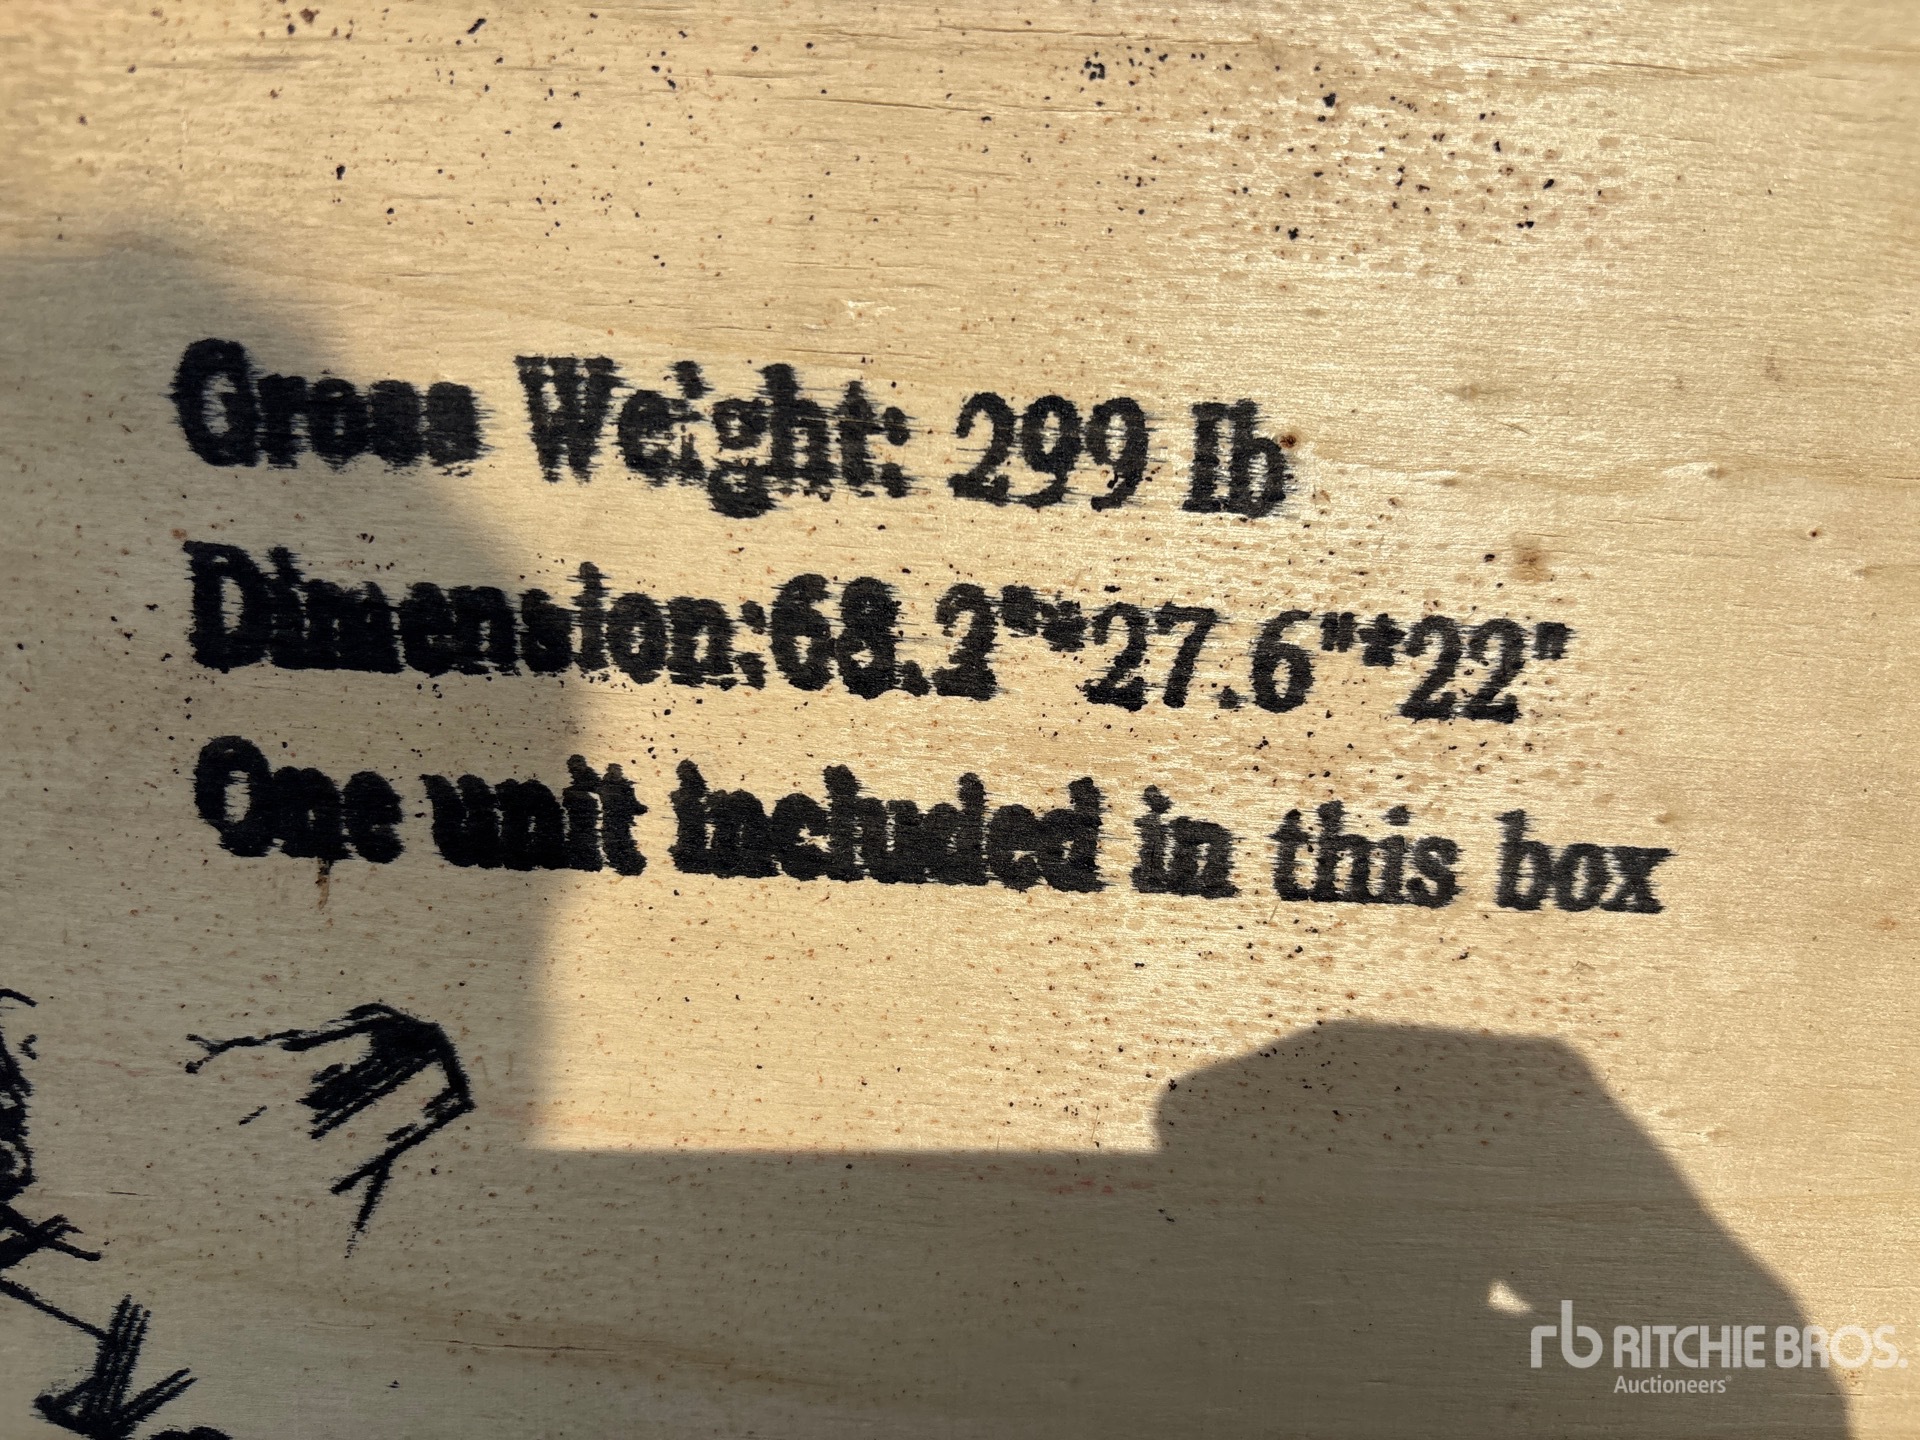 Gross Weight: 299 lb
Dimension:68.2"*27.6"*22"
One unit included in this box
rb RITCHIE BROS.
Auctioneers